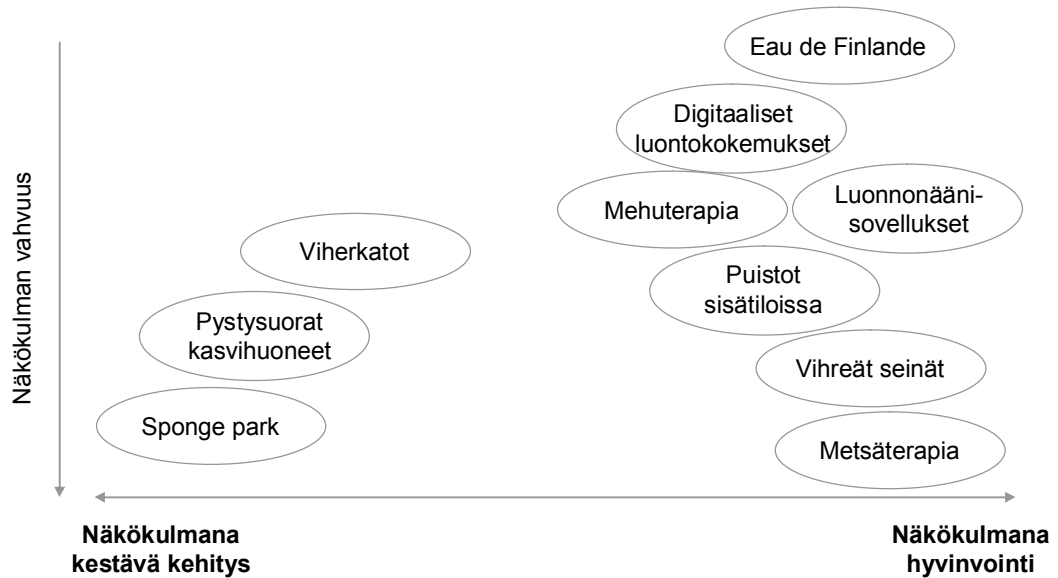 Eau de Finlande
Digitaaliset
luontokokemukset
Mehuterapia
Luonnonääni-
sovellukset
Viherkatot
Puistot
sisätiloissa
Pystysuorat
kasvihuoneet
Vihreät seinät
Sponge park
Metsäterapia
Näkökulman vahvuus
Näkökulmana
kestävä kehitys
Näkökulmana
hyvinvointi